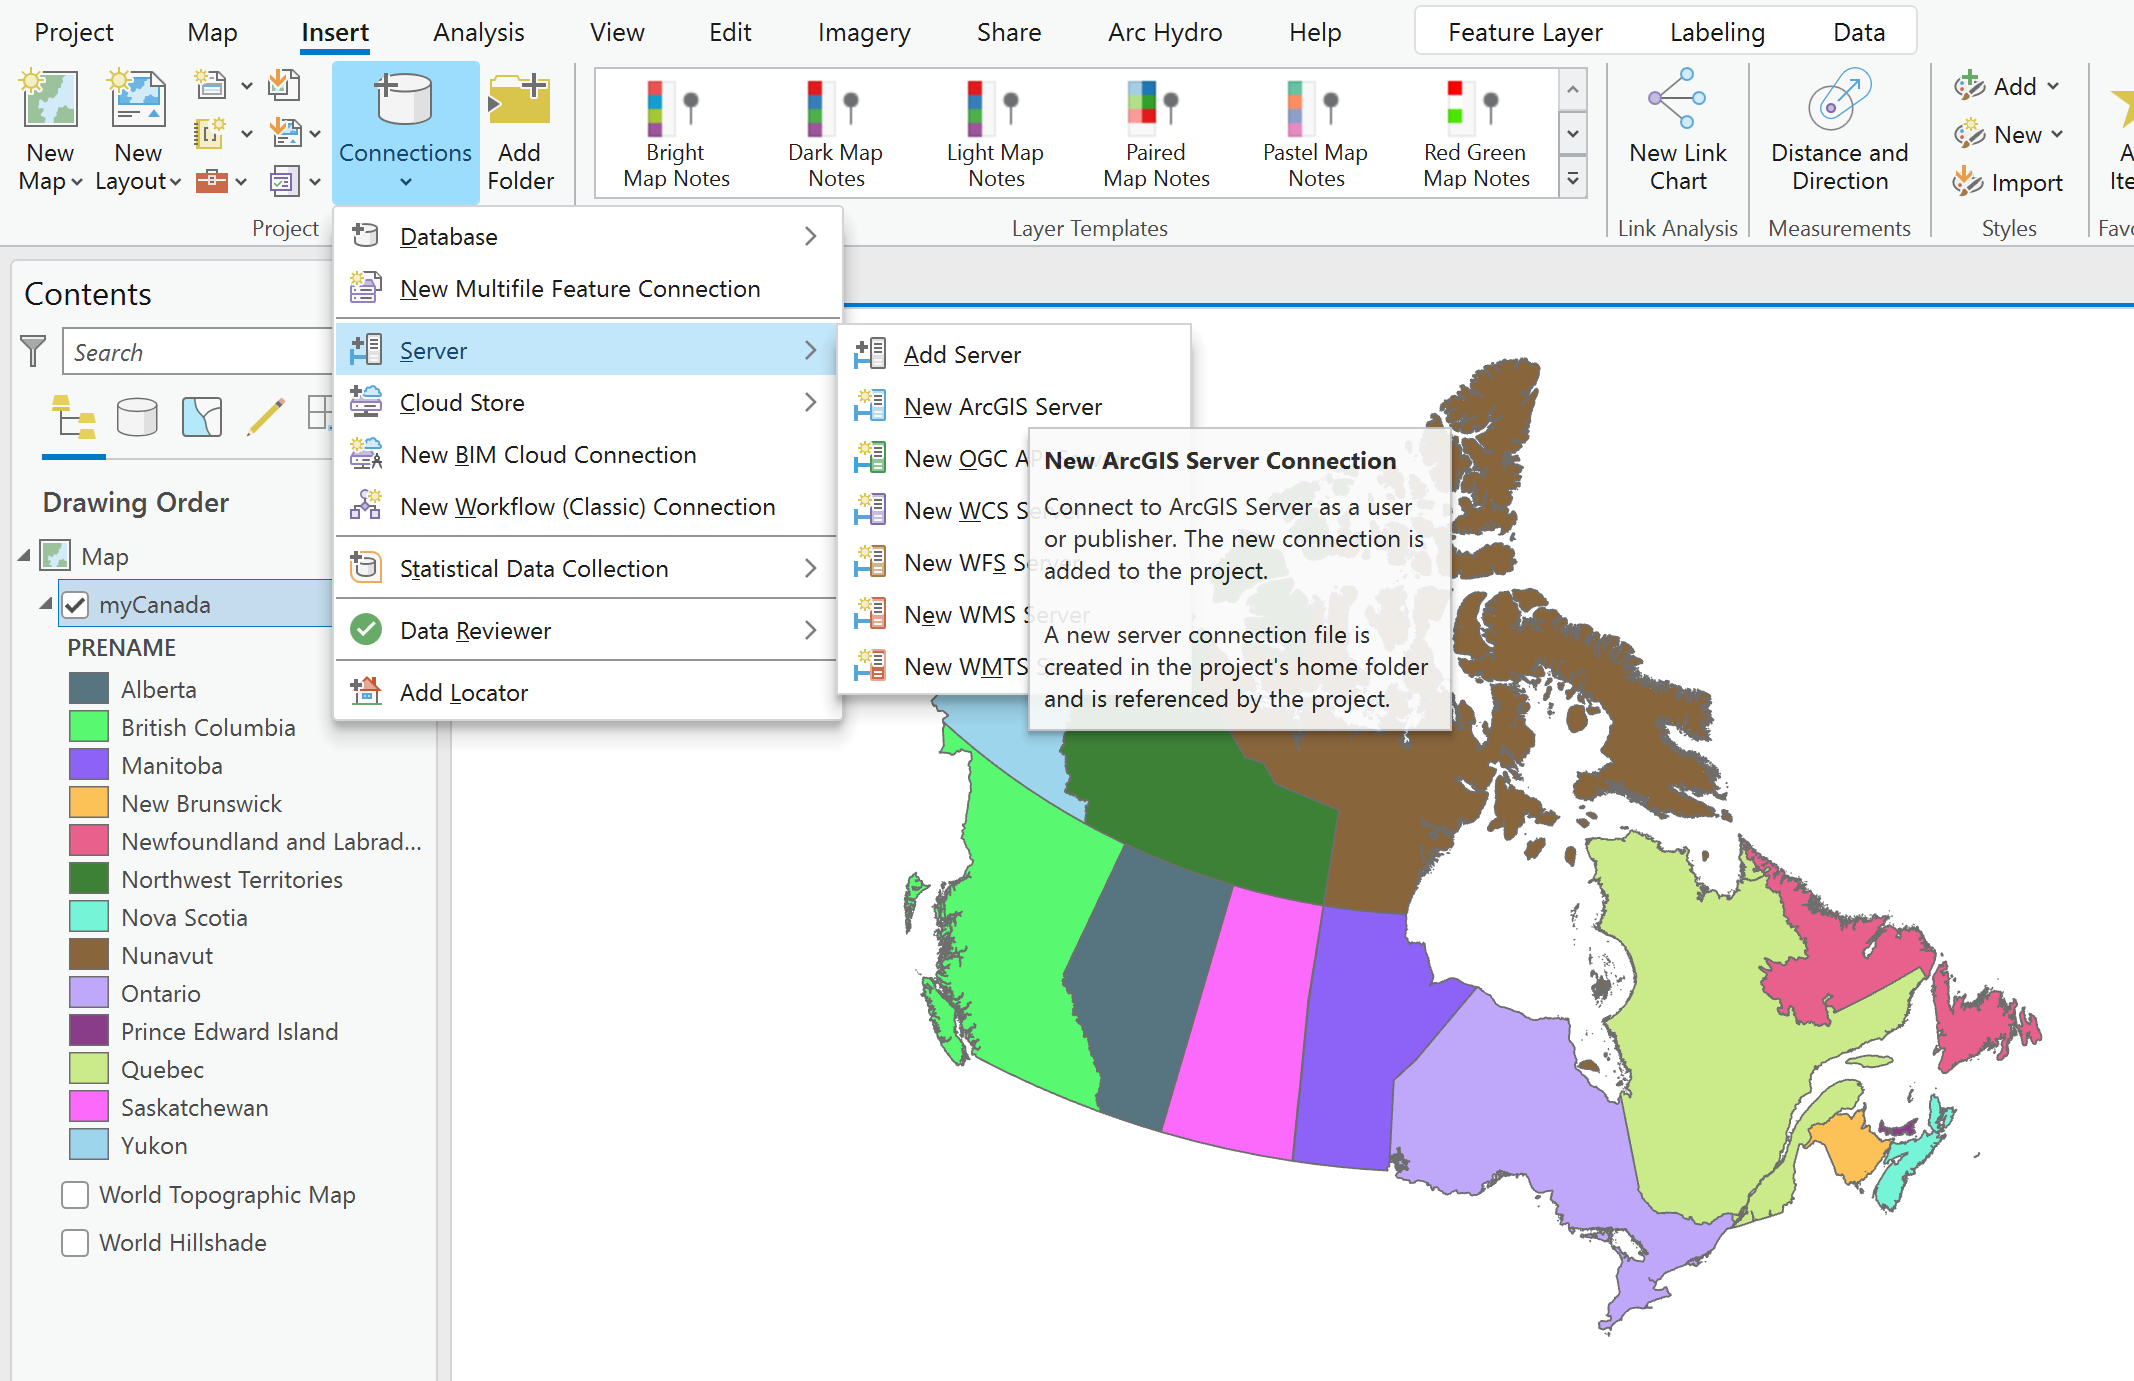 Project Map Insert Analysis View Edit Imagery Share Arc Hydro Help Feature Layer Labeling Data
New Map
New Layout
Connections
Add Folder
Project
Bright Map Notes
Dark Map Notes
Light Map Notes
Paired Map Notes
Pastel Map Notes
Red Green Map Notes
Layer Templates
New Link Chart
Link Analysis
Distance and Direction
Measurements
Add
New
Import
Styles
Contents
Search
Drawing Order
Map
myCanada
PRENAME
Alberta
British Columbia
Manitoba
New Brunswick
Newfoundland and Labrad...
Northwest Territories
Nova Scotia
Nunavut
Ontario
Prince Edward Island
Quebec
Saskatchewan
Yukon
World Topographic Map
World Hillshade
Database
New Multifile Feature Connection
Server
Cloud Store
New BIM Cloud Connection
New Workflow (Classic) Connection
Statistical Data Collection
Data Reviewer
Add Locator
Add Server
New ArcGIS Server
New OGC
New WCS
New WFS
New WMS Server
New WMTS
New ArcGIS Server Connection
Connect to ArcGIS Server as a user
or publisher. The new connection is
added to the project.
A new server connection file is
created in the project's home folder
and is referenced by the project.